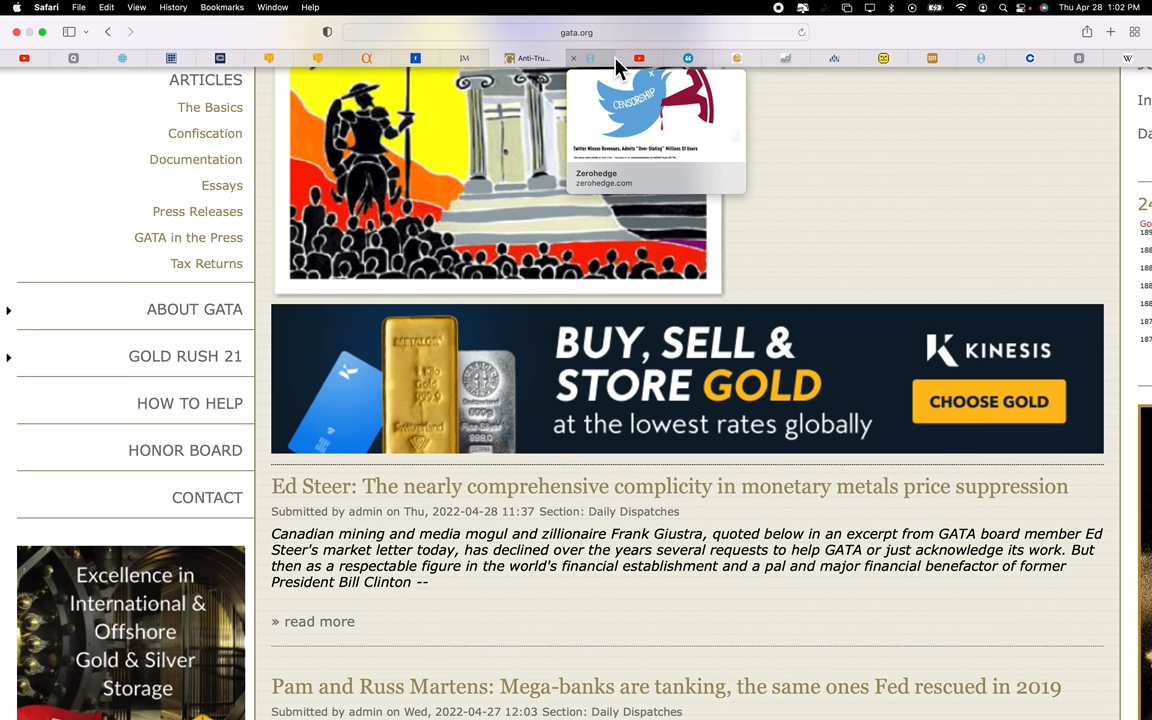 Safari File Edit View History Bookmarks Window Help Thu Apr 28 1:02 PM
gata.org
JM Anti-Tru...
ARTICLES
The Basics
Confiscation
Documentation
Essays
Press Releases
GATA in the Press
Tax Returns
ABOUT GATA
GOLD RUSH 21
HOW TO HELP
HONOR BOARD
CONTACT
Excellence in
International &
Offshore
Gold & Silver
Storage
CENSORSHIP
Twitter Misses Revenues, Admits "Over-Stating" Millions Of Users
Zerohedge
zerohedge.com
BUY, SELL &
STORE GOLD
at the lowest rates globally
KINESIS
CHOOSE GOLD
Ed Steer: The nearly comprehensive complicity in monetary metals price suppression
Submitted by admin on Thu, 2022-04-28 11:37 Section: Daily Dispatches
Canadian mining and media mogul and zillionaire Frank Giustra, quoted below in an excerpt from GATA board member Ed
Steer's market letter today, has declined over the years several requests to help GATA or just acknowledge its work. But
then as a respectable figure in the world's financial establishment and a pal and major financial benefactor of former
President Bill Clinton --
» read more
Pam and Russ Martens: Mega-banks are tanking, the same ones Fed rescued in 2019
Submitted by admin on Wed, 2022-04-27 12:03 Section: Daily Dispatches